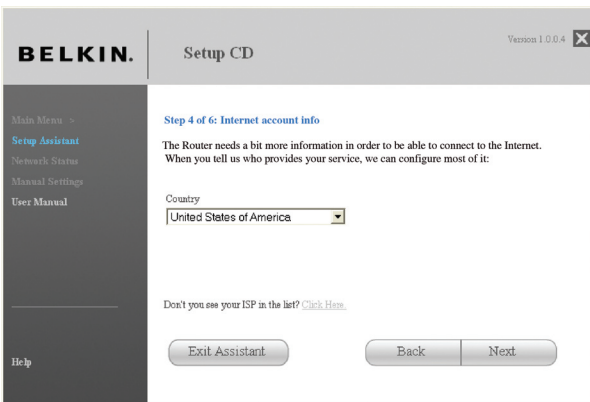 BELKIN.
Setup CD
Version 1.0.0.4
Main Menu >
Setup Assistant
Network Status
Manual Settings
User Manual
Help
Step 4 of 6: Internet account info
The Router needs a bit more information in order to be able to connect to the Internet.
When you tell us who provides your service, we can configure most of it:
Country
United States of America
Don't you see your ISP in the list? Click Here.
Exit Assistant
Back
Next